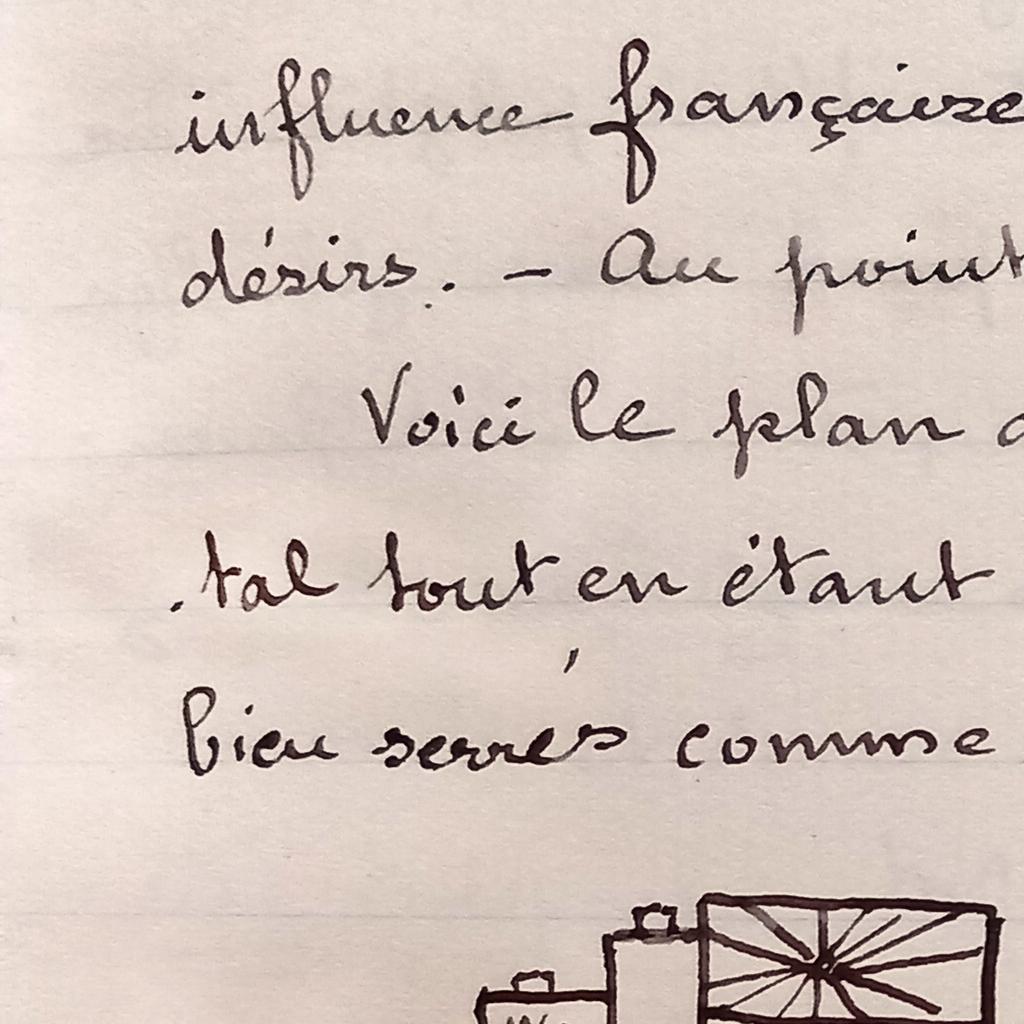 influence française
désirs. - Au point
Voici le plan
tal tout en étant
bien serrés comme